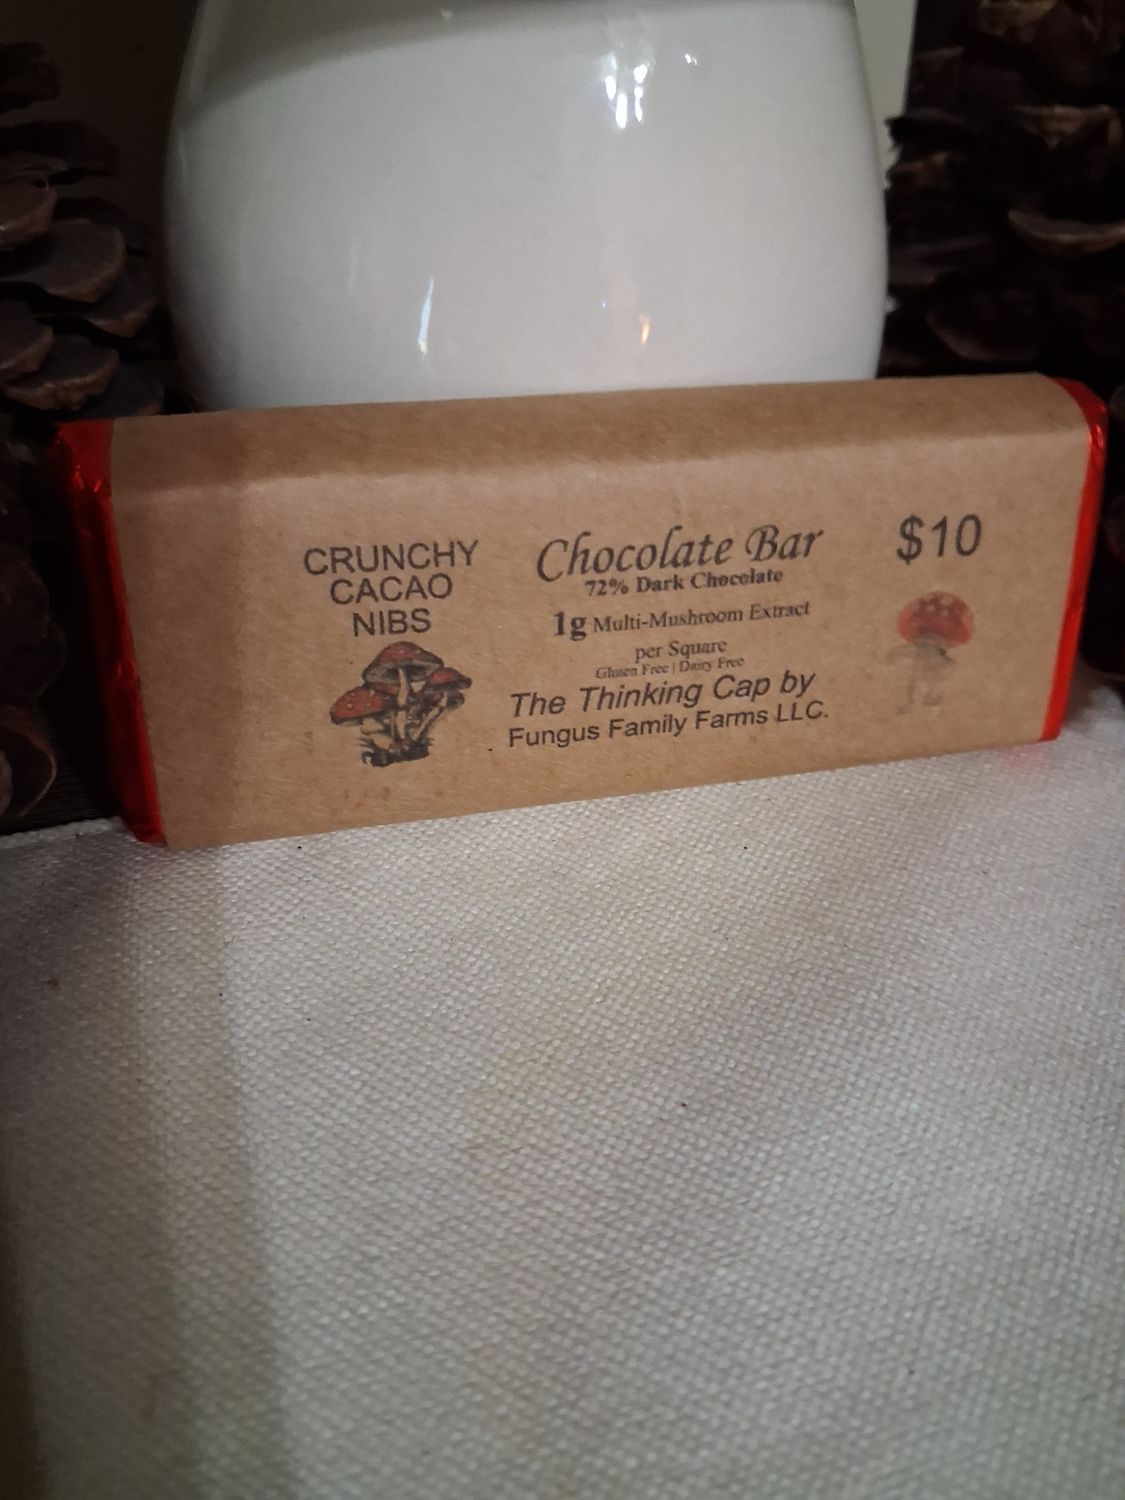 CRUNCHY
CACAO
NIBS
Chocolate Bar
72% Dark Chocolate
1g Multi-Mushroom Extract
per Square
Gluten Free | Dairy Free
The Thinking Cap by
Fungus Family Farms LLC.
$10